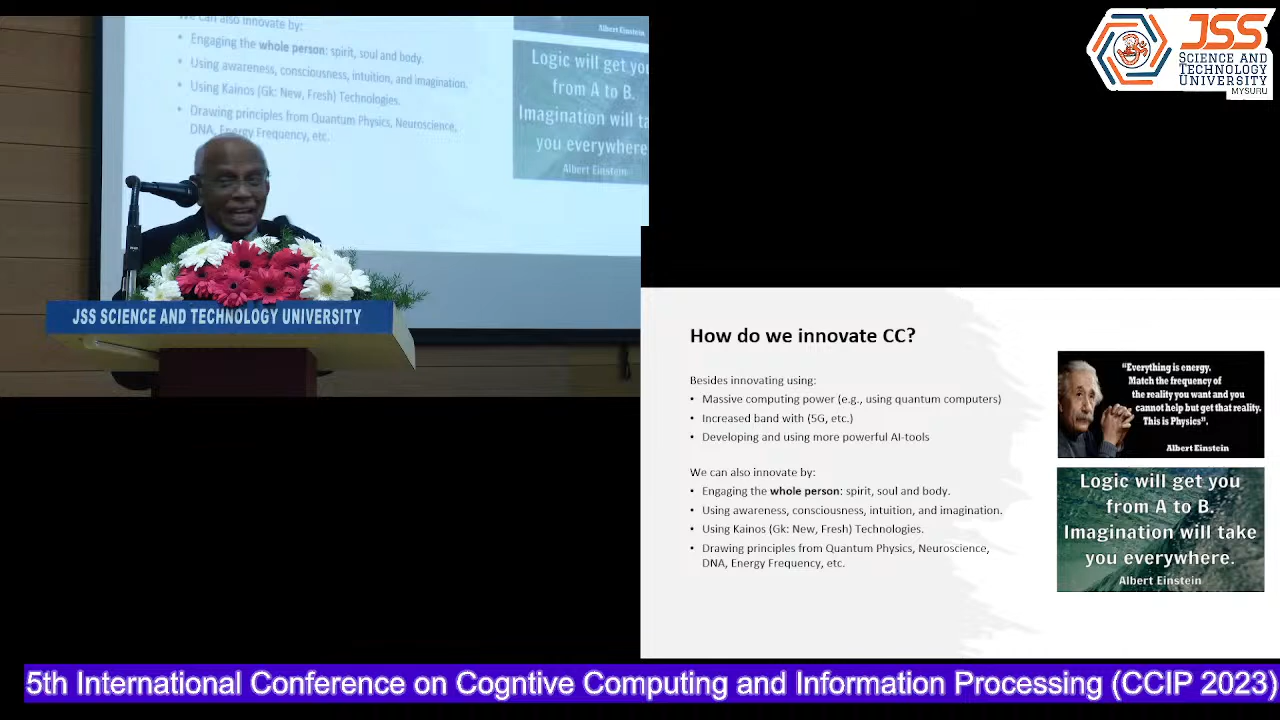 We can also innovate by:
• Engaging the whole person: spirit, soul and body.
• Using awareness, consciousness, intuition, and imagination.
• Using Kainos (Gk: New, Fresh) Technologies.
• Drawing principles from Quantum Physics, Neuroscience,
DNA, Energy Frequency, etc.
Albert Einstein
Logic will get you
from A to B.
Imagination will ta
you everywhere
Albert Einstein
JSS SCIENCE AND TECHNOLOGY UNIVERSITY
JSS
SCIENCE AND
TECHNOLOGY
UNIVERSITY
MYSURU
How do we innovate CC?
Besides innovating using:
• Massive computing power (e.g., using quantum computers)
• Increased band with (5G, etc.)
• Developing and using more powerful AI-tools
We can also innovate by:
• Engaging the whole person: spirit, soul and body.
• Using awareness, consciousness, intuition, and imagination.
• Using Kainos (Gk: New, Fresh) Technologies.
• Drawing principles from Quantum Physics, Neuroscience,
DNA, Energy Frequency, etc.
“Everything is energy.
Match the frequency of
the reality you want and you
cannot help but get that reality.
This is Physics”.
Albert Einstein
Logic will get you
from A to B.
Imagination will take
you everywhere.
Albert Einstein
5th International Conference on Cogntive Computing and Information Processing (CCIP 2023)